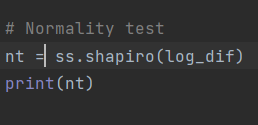 # Normality test
nt = ss.shapiro(log_dif)
print(nt)